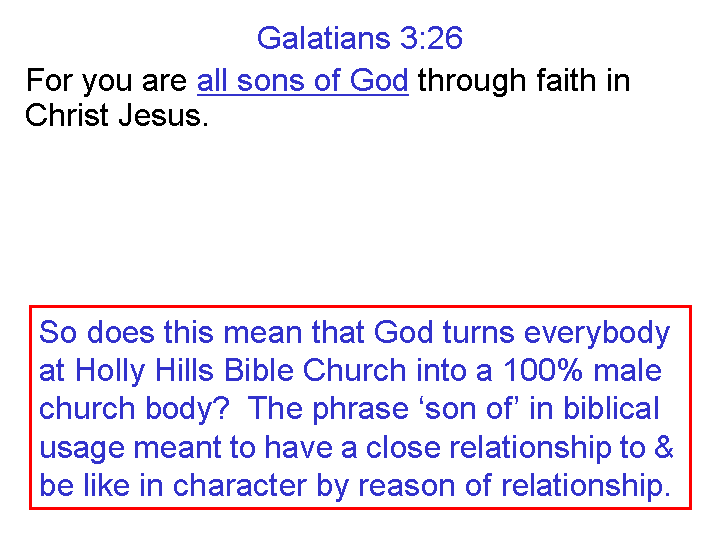 Galatians 3:26
For you are all sons of God through faith in
Christ Jesus.
So does this mean that God turns everybody
at Holly Hills Bible Church into a 100% male
church body?  The phrase ‘son of’ in biblical
usage meant to have a close relationship to &
be like in character by reason of relationship.